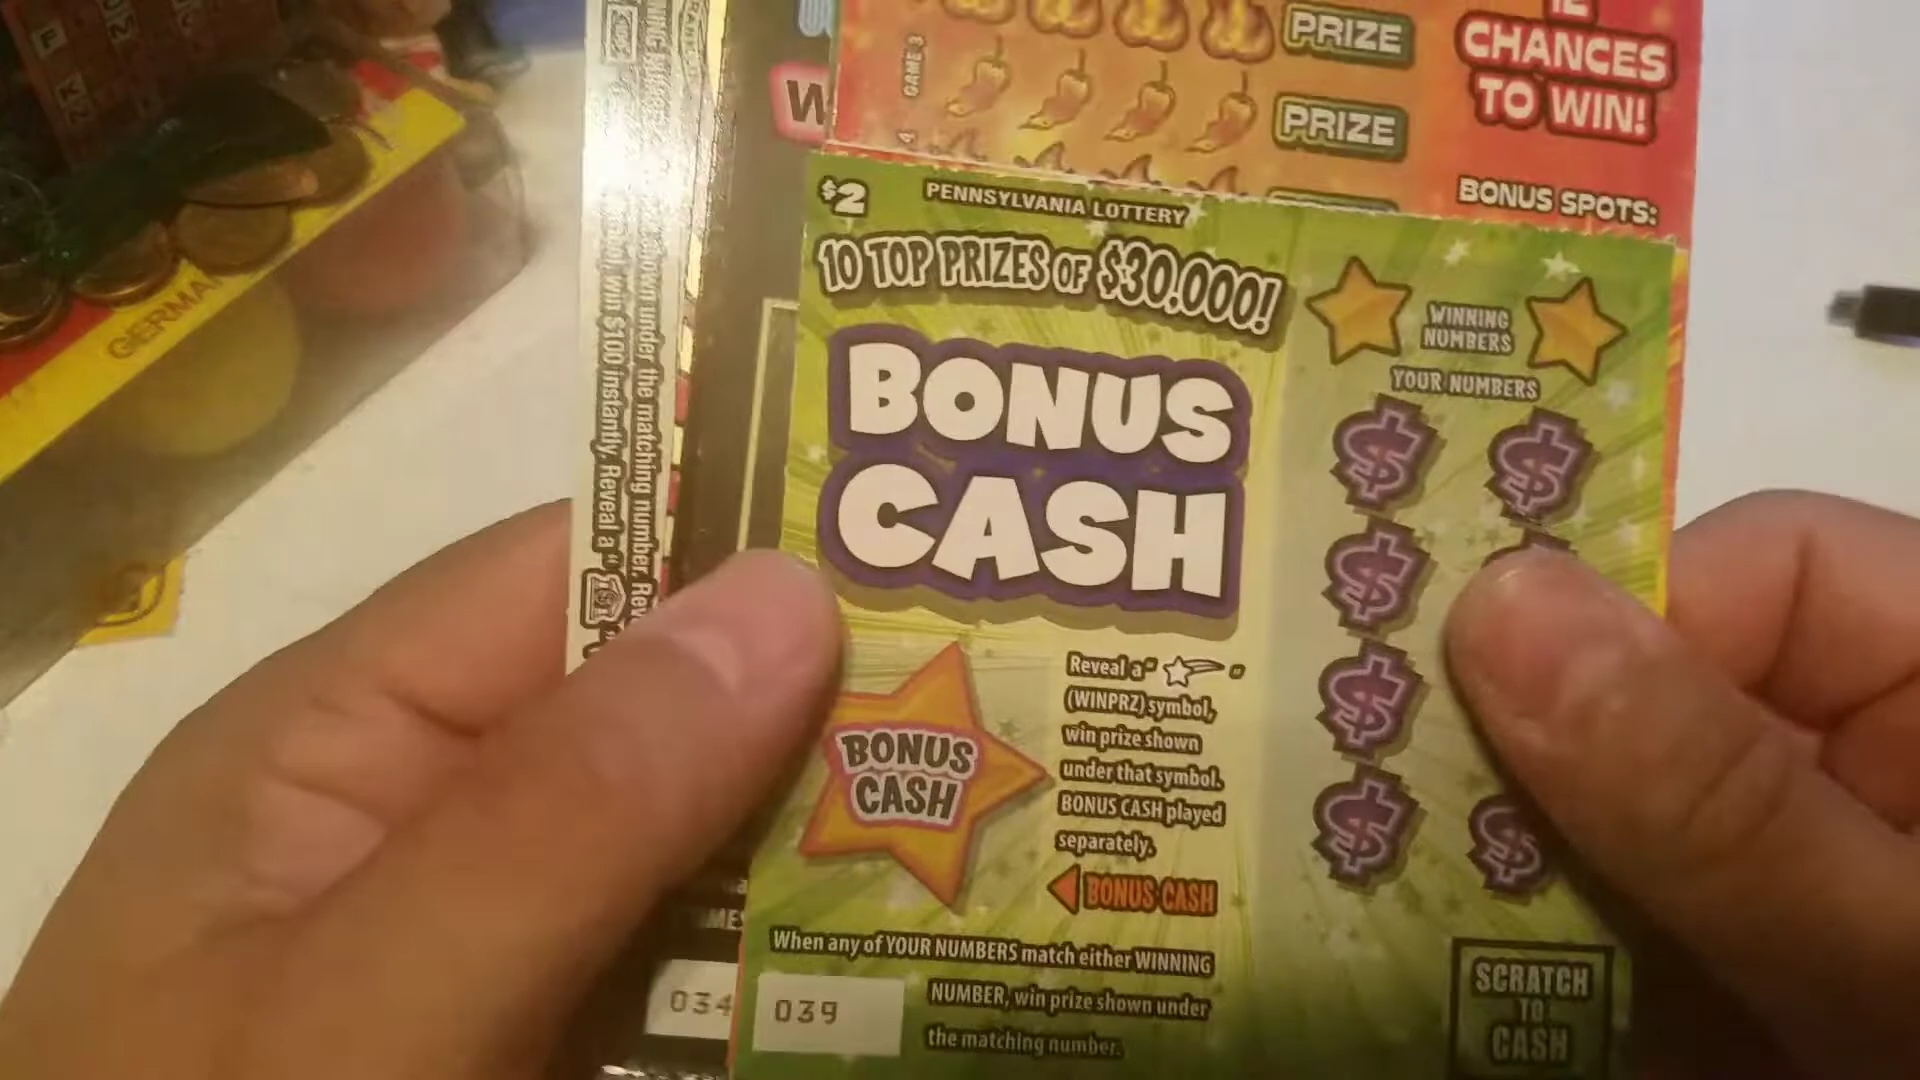 GAME 3
PRIZE
PRIZE
CHANCES
TO WIN!
BONUS SPOTS:
4
W
GERMAN
F
shown under the matching number. Rev
win $100 instantly. Reveal a "
$2
PENNSYLVANIA LOTTERY
10 TOP PRIZES OF $30,000!
BONUS
CASH
WINNING
NUMBERS
YOUR NUMBERS
$ $
$
$
$ $
BONUS
CASH
Reveal a " "
(WINPRZ) symbol,
win prize shown
under that symbol.
BONUS CASH played
separately.
BONUS CASH
When any of YOUR NUMBERS match either WINNING
NUMBER, win prize shown under
the matching number.
034
039
SCRATCH
TO
CASH